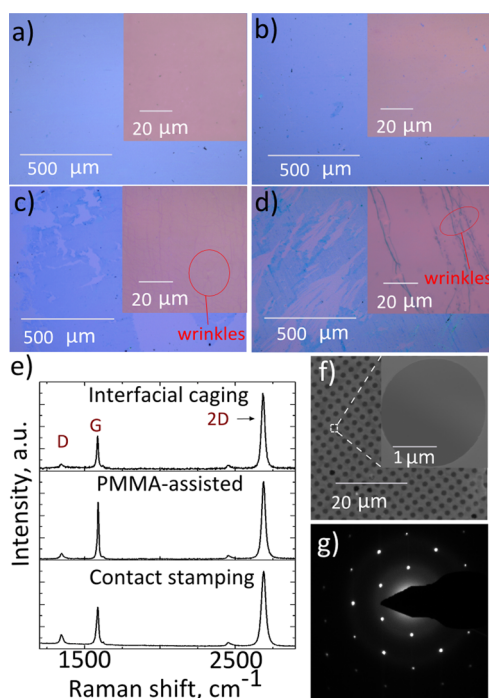 a)
20 μm
500 μm
b)
20 μm
500 μm
c)
20 μm
500 μm
wrinkles
d)
20 μm
500 μm
wrinkles
e)
Interfacial caging
D
G
2D
PMMA-assisted
Contact stamping
Intensity, a.u.
1500
2500
Raman shift, cm⁻¹
f)
1 μm
20 μm
g)